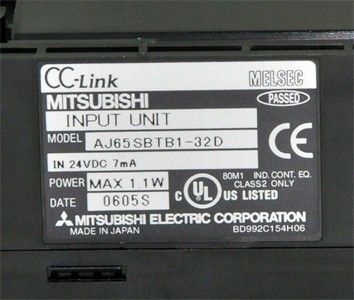 CC-Link MELSEC
MITSUBISHI PASSED
INPUT UNIT
MODEL AJ65SBTB1-32D
IN 24VDC 7mA
80M1 IND. CONT. EQ.
CLASS2 ONLY
POWER MAX 1.1W
C UL US LISTED
DATE 0605S
MITSUBISHI ELECTRIC CORPORATION
MADE IN JAPAN BD992C154H06